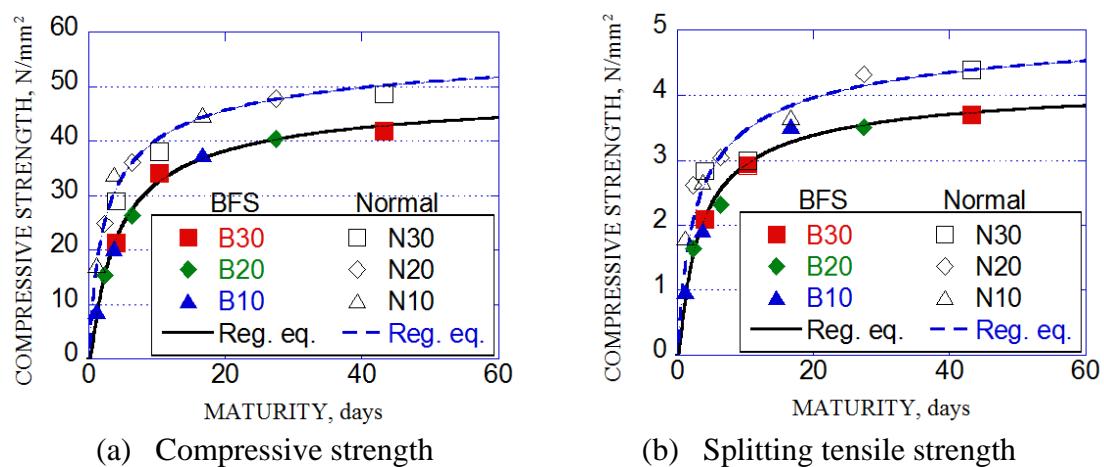 60
50
40
30
20
10
0
COMPRESSIVE STRENGTH, N/mm²
BFS Normal
B30 N30
B20 N20
B10 N10
Reg. eq. Reg. eq.
0 20 40 60
MATURITY, days
(a) Compressive strength
5
4
3
2
1
0
COMPRESSIVE STRENGTH, N/mm²
BFS Normal
B30 N30
B20 N20
B10 N10
Reg. eq. Reg. eq.
0 20 40 60
MATURITY, days
(b) Splitting tensile strength